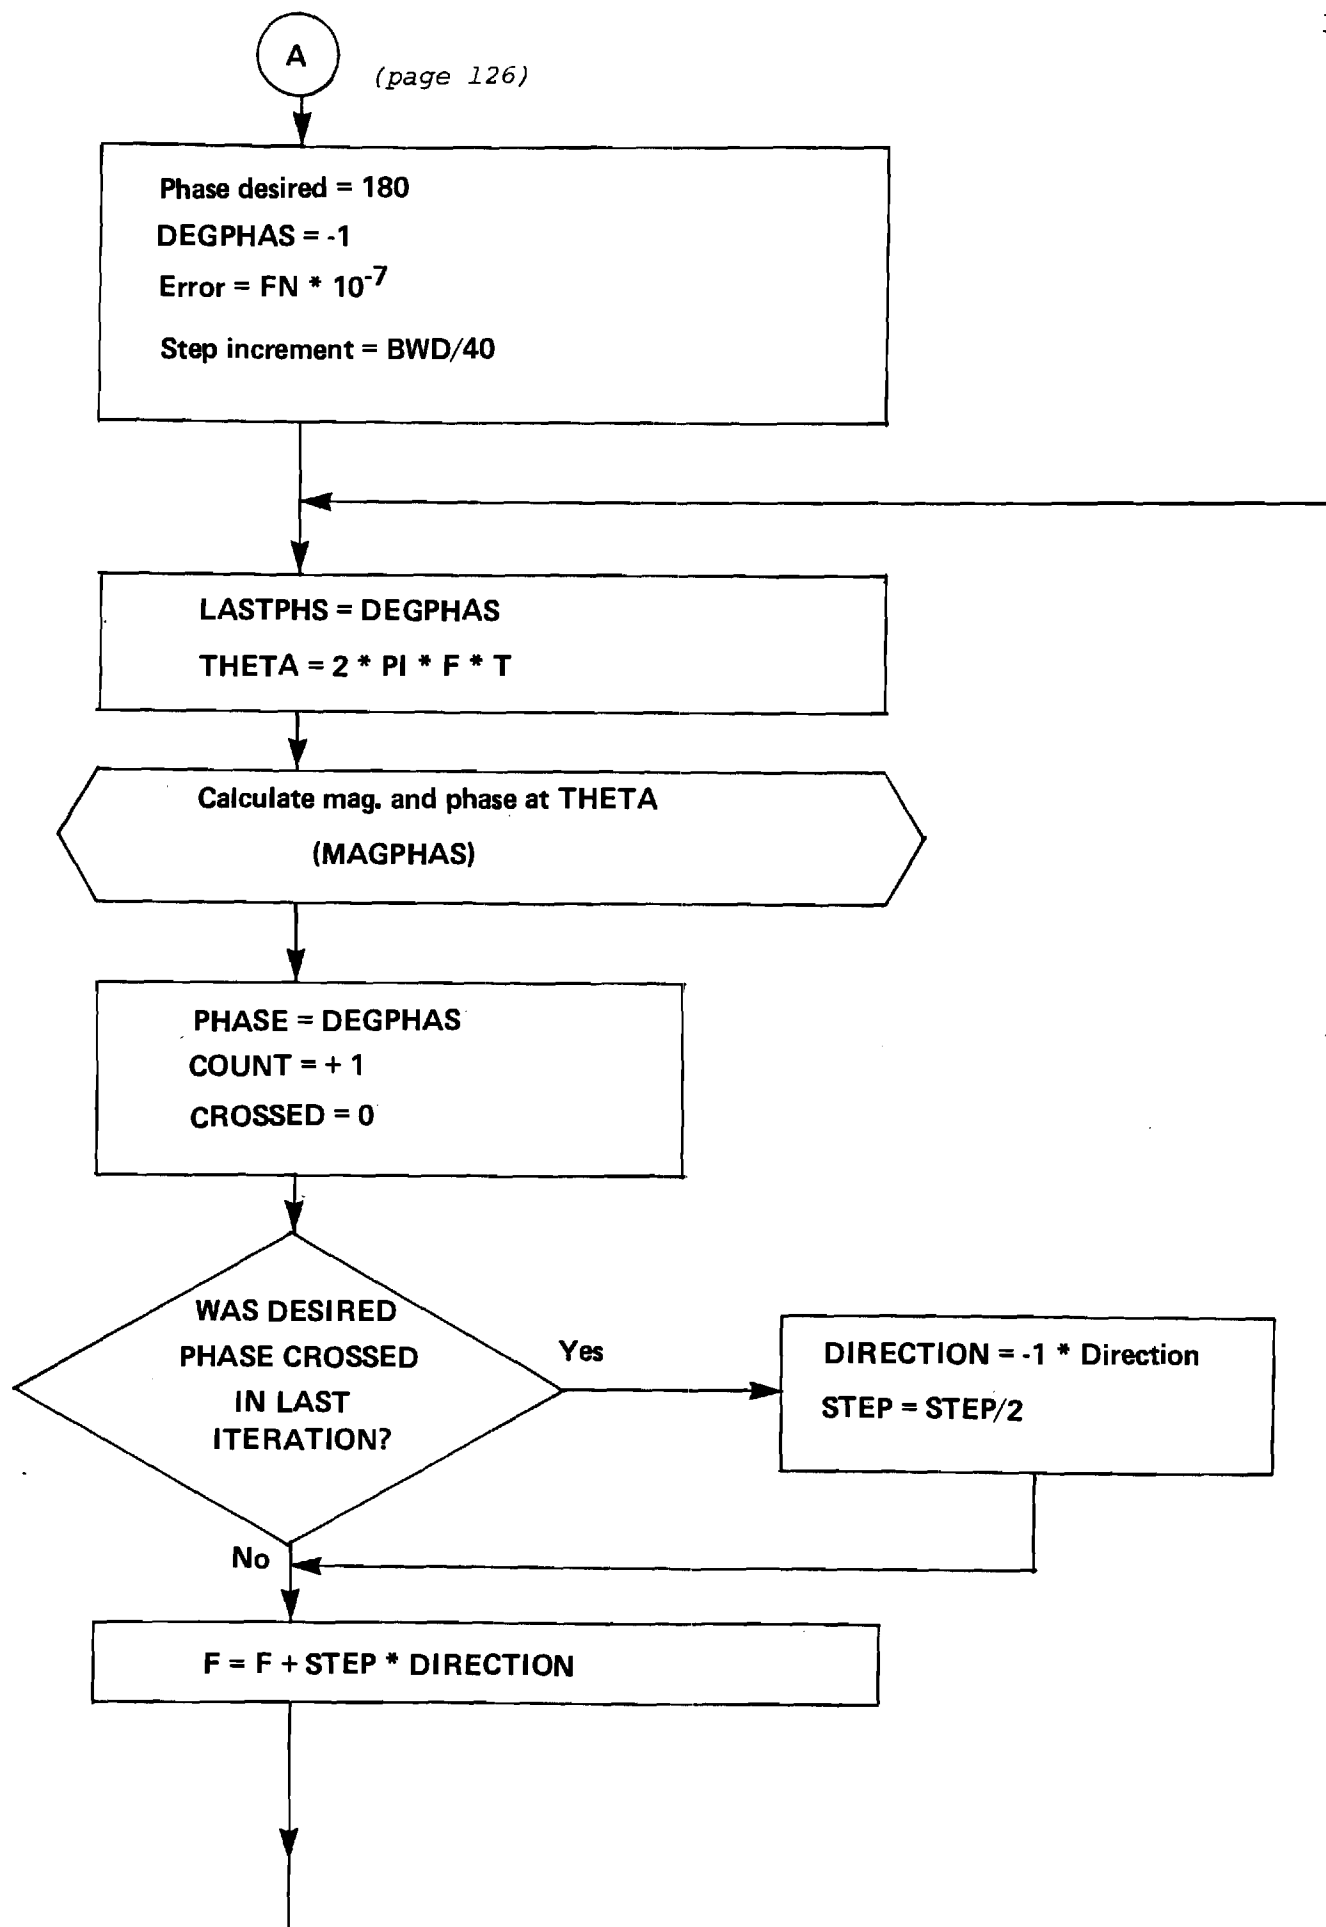 A
(page 126)
Phase desired = 180
DEGPHAS = -1
Error = FN * 10⁻⁷
Step increment = BWD/40
LASTPHS = DEGPHAS
THETA = 2 * PI * F * T
Calculate mag. and phase at THETA
(MAGPHAS)
PHASE = DEGPHAS
COUNT = + 1
CROSSED = 0
WAS DESIRED
PHASE CROSSED
IN LAST
ITERATION?
Yes
DIRECTION = -1 * Direction
STEP = STEP/2
No
F = F + STEP * DIRECTION